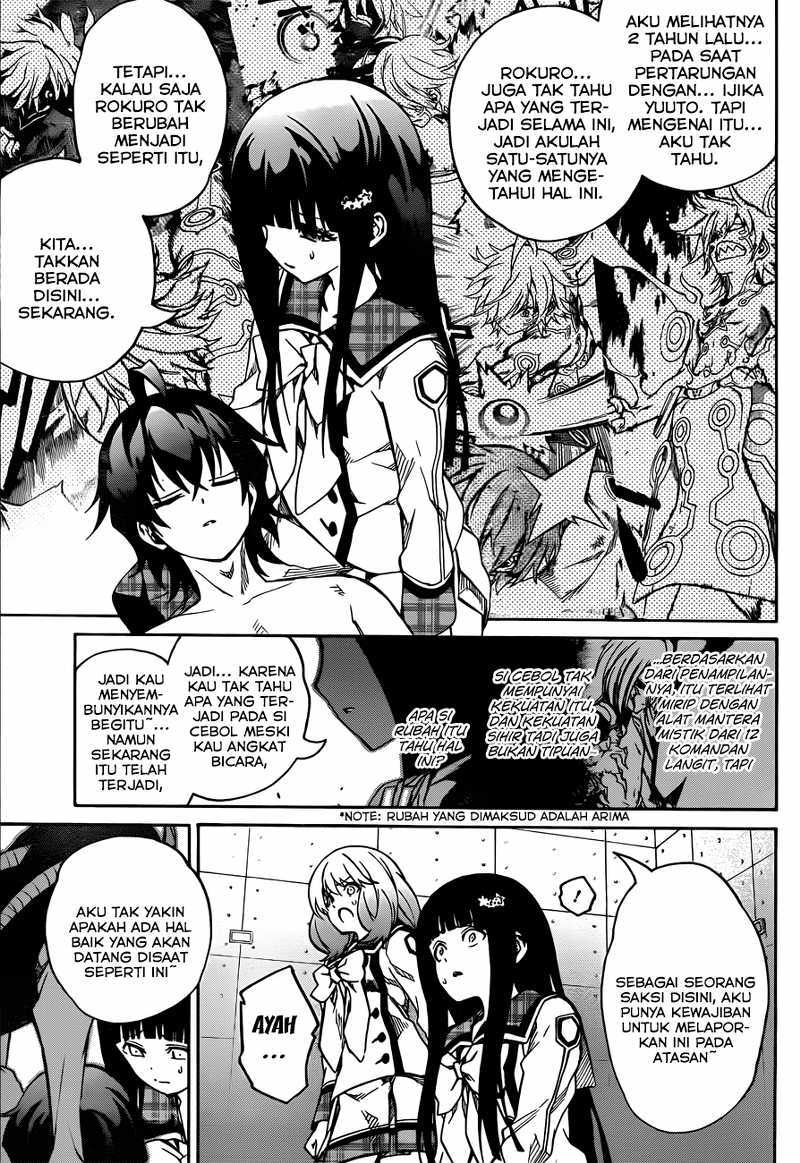 AKU MELIHATNYA
2 TAHUN LALU...
PADA SAAT
PERTARUNGAN
DENGAN... IJIKA
YUUTO. TAPI
MENGENAI ITU...
AKU TAK
TAHU.
ROKURO...
JUGA TAK TAHU
APA YANG TER-
JADI SELAMA INI,
JADI AKULAH
SATU-SATUNYA
YANG MENGE-
TAHUI HAL INI.
TETAPI...
KALAU SAJA
ROKURO TAK
BERUBAH
MENJADI
SEPERTI ITU,
KITA...
TAKKAN
BERADA
DISINI...
SEKARANG.
...BERDASARKAN
DARI PENAMPILAN-
NYA, ITU TERLIHAT
MIRIP DENGAN
ALAT MANTERA
MISTIK DARI 12
KOMANDAN
LANGIT, TAPI
SI CEBOL TAK
MEMPUNYAI
KEKUATAN ITU,
DAN KEKUATAN
SIHIR TADI JUGA
BUKAN TIPUAN-
APA SI
RUBAH ITU
TAHU HAL
INI?
JADI... KARENA
KAU TAK TAHU
APA YANG TER-
JADI PADA SI
CEBOL MESKI
KAU ANGKAT
BICARA,
JADI KAU
MENYEM-
BUNYIKANNYA
BEGITU~...
NAMUN
SEKARANG
ITU TELAH
TERJADI,
*NOTE: RUBAH YANG DIMAKSUD ADALAH ARIMA
SEBAGAI SEORANG
SAKSI DISINI, AKU
PUNYA KEWAJIBAN
UNTUK MELAPOR-
KAN INI PADA
ATASAN~
!
AYAH
...
AKU TAK YAKIN
APAKAH ADA HAL
BAIK YANG AKAN
DATANG DISAAT
SEPERTI INI~